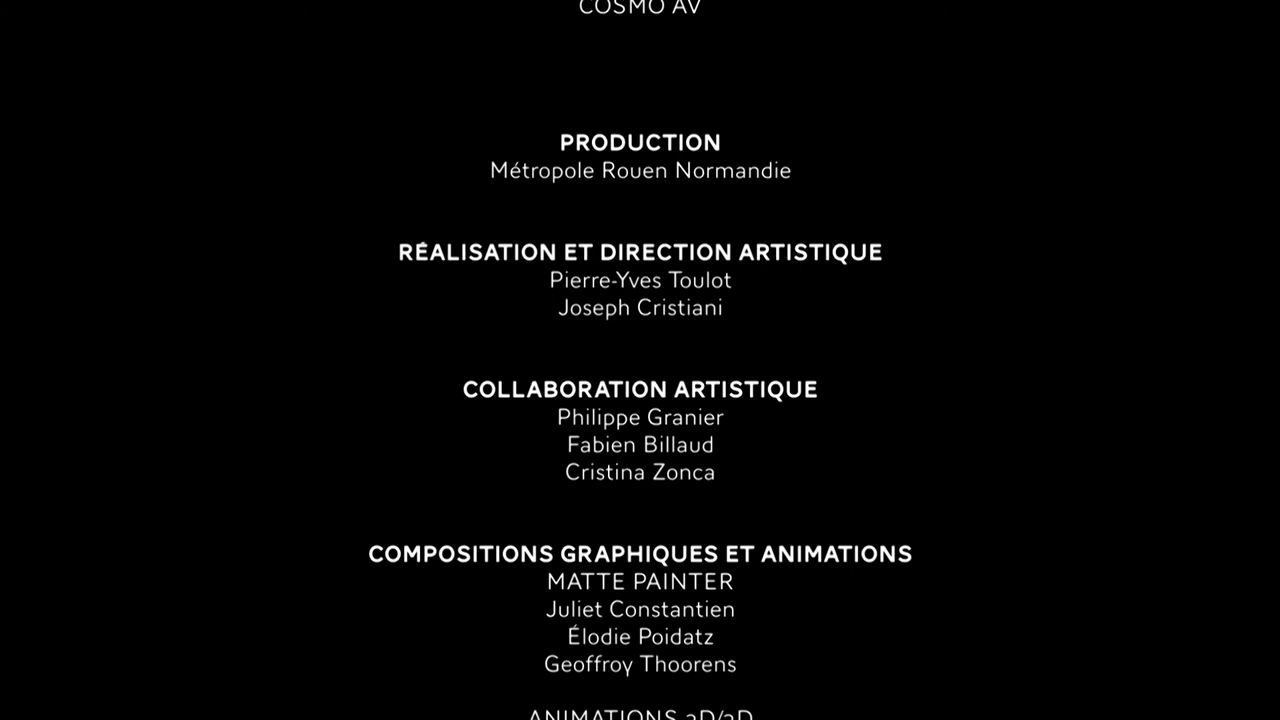 COSMO AV
PRODUCTION
Métropole Rouen Normandie
RÉALISATION ET DIRECTION ARTISTIQUE
Pierre-Yves Toulot
Joseph Cristiani
COLLABORATION ARTISTIQUE
Philippe Granier
Fabien Billaud
Cristina Zonca
COMPOSITIONS GRAPHIQUES ET ANIMATIONS
MATTE PAINTER
Juliet Constantien
Élodie Poidatz
Geoffroy Thoorens
ANIMATIONS